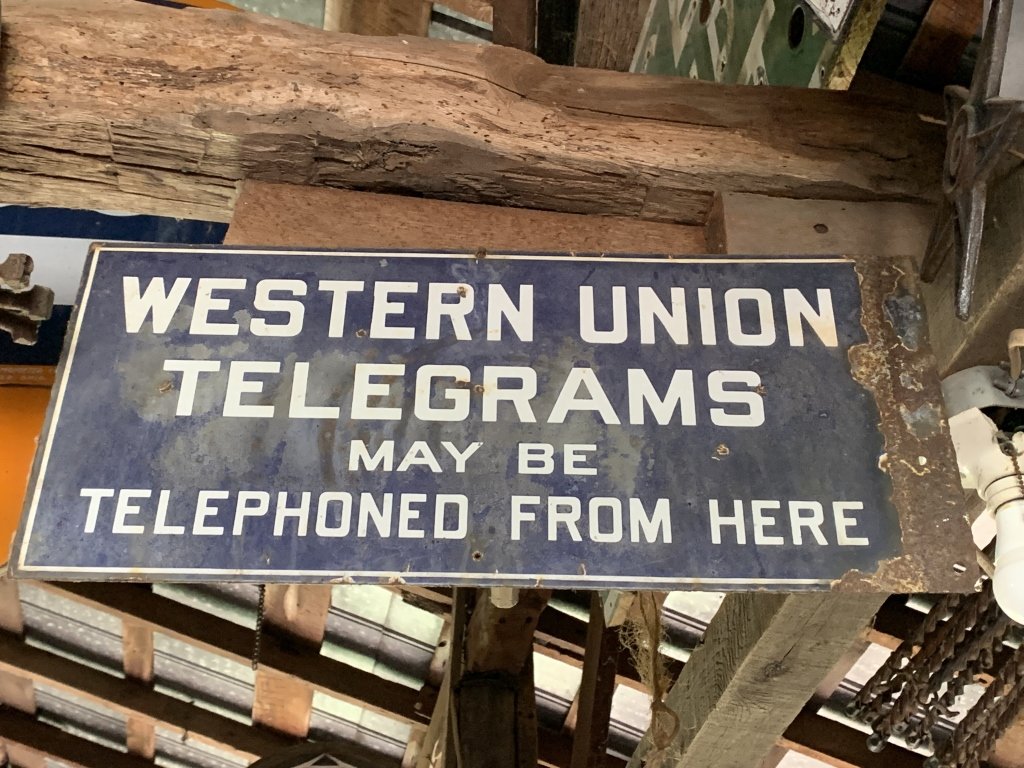 WESTERN UNION
TELEGRAMS
MAY BE
TELEPHONED FROM HERE